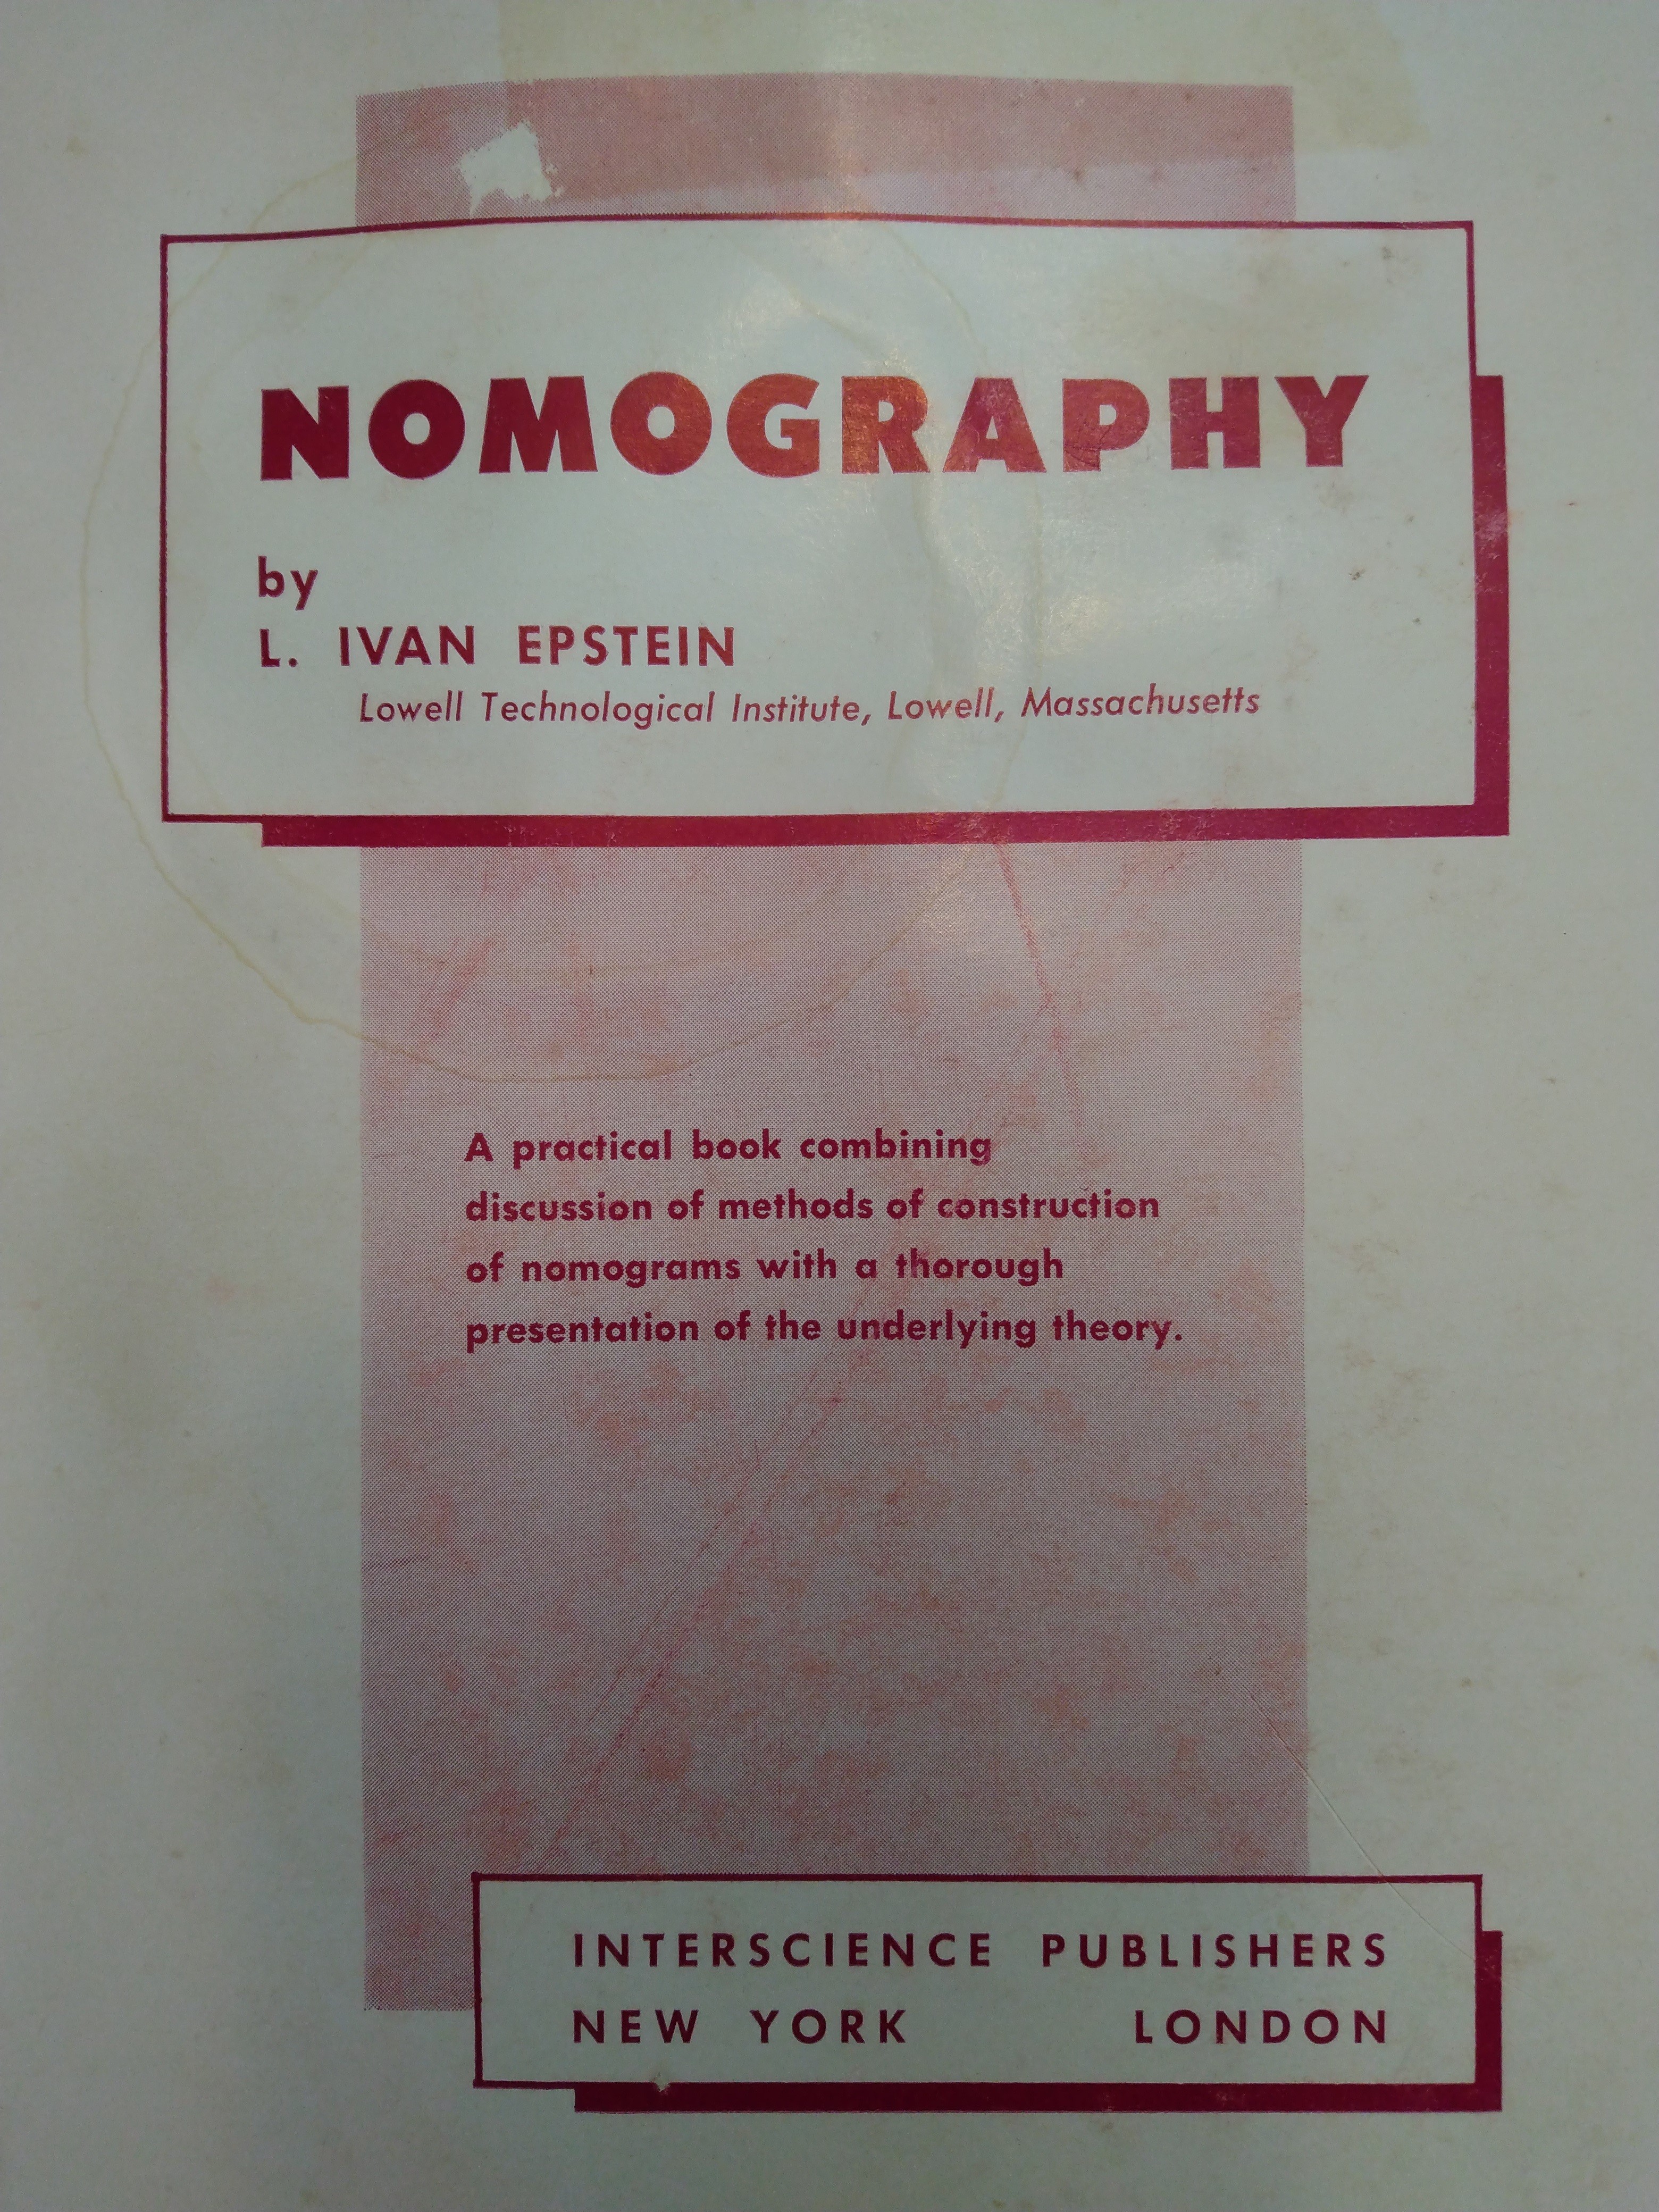 NOMOGRAPHY
by
L. IVAN EPSTEIN
Lowell Technological Institute, Lowell, Massachusetts
A practical book combining
discussion of methods of construction
of nomograms with a thorough
presentation of the underlying theory.
INTERSCIENCE PUBLISHERS
NEW YORK LONDON